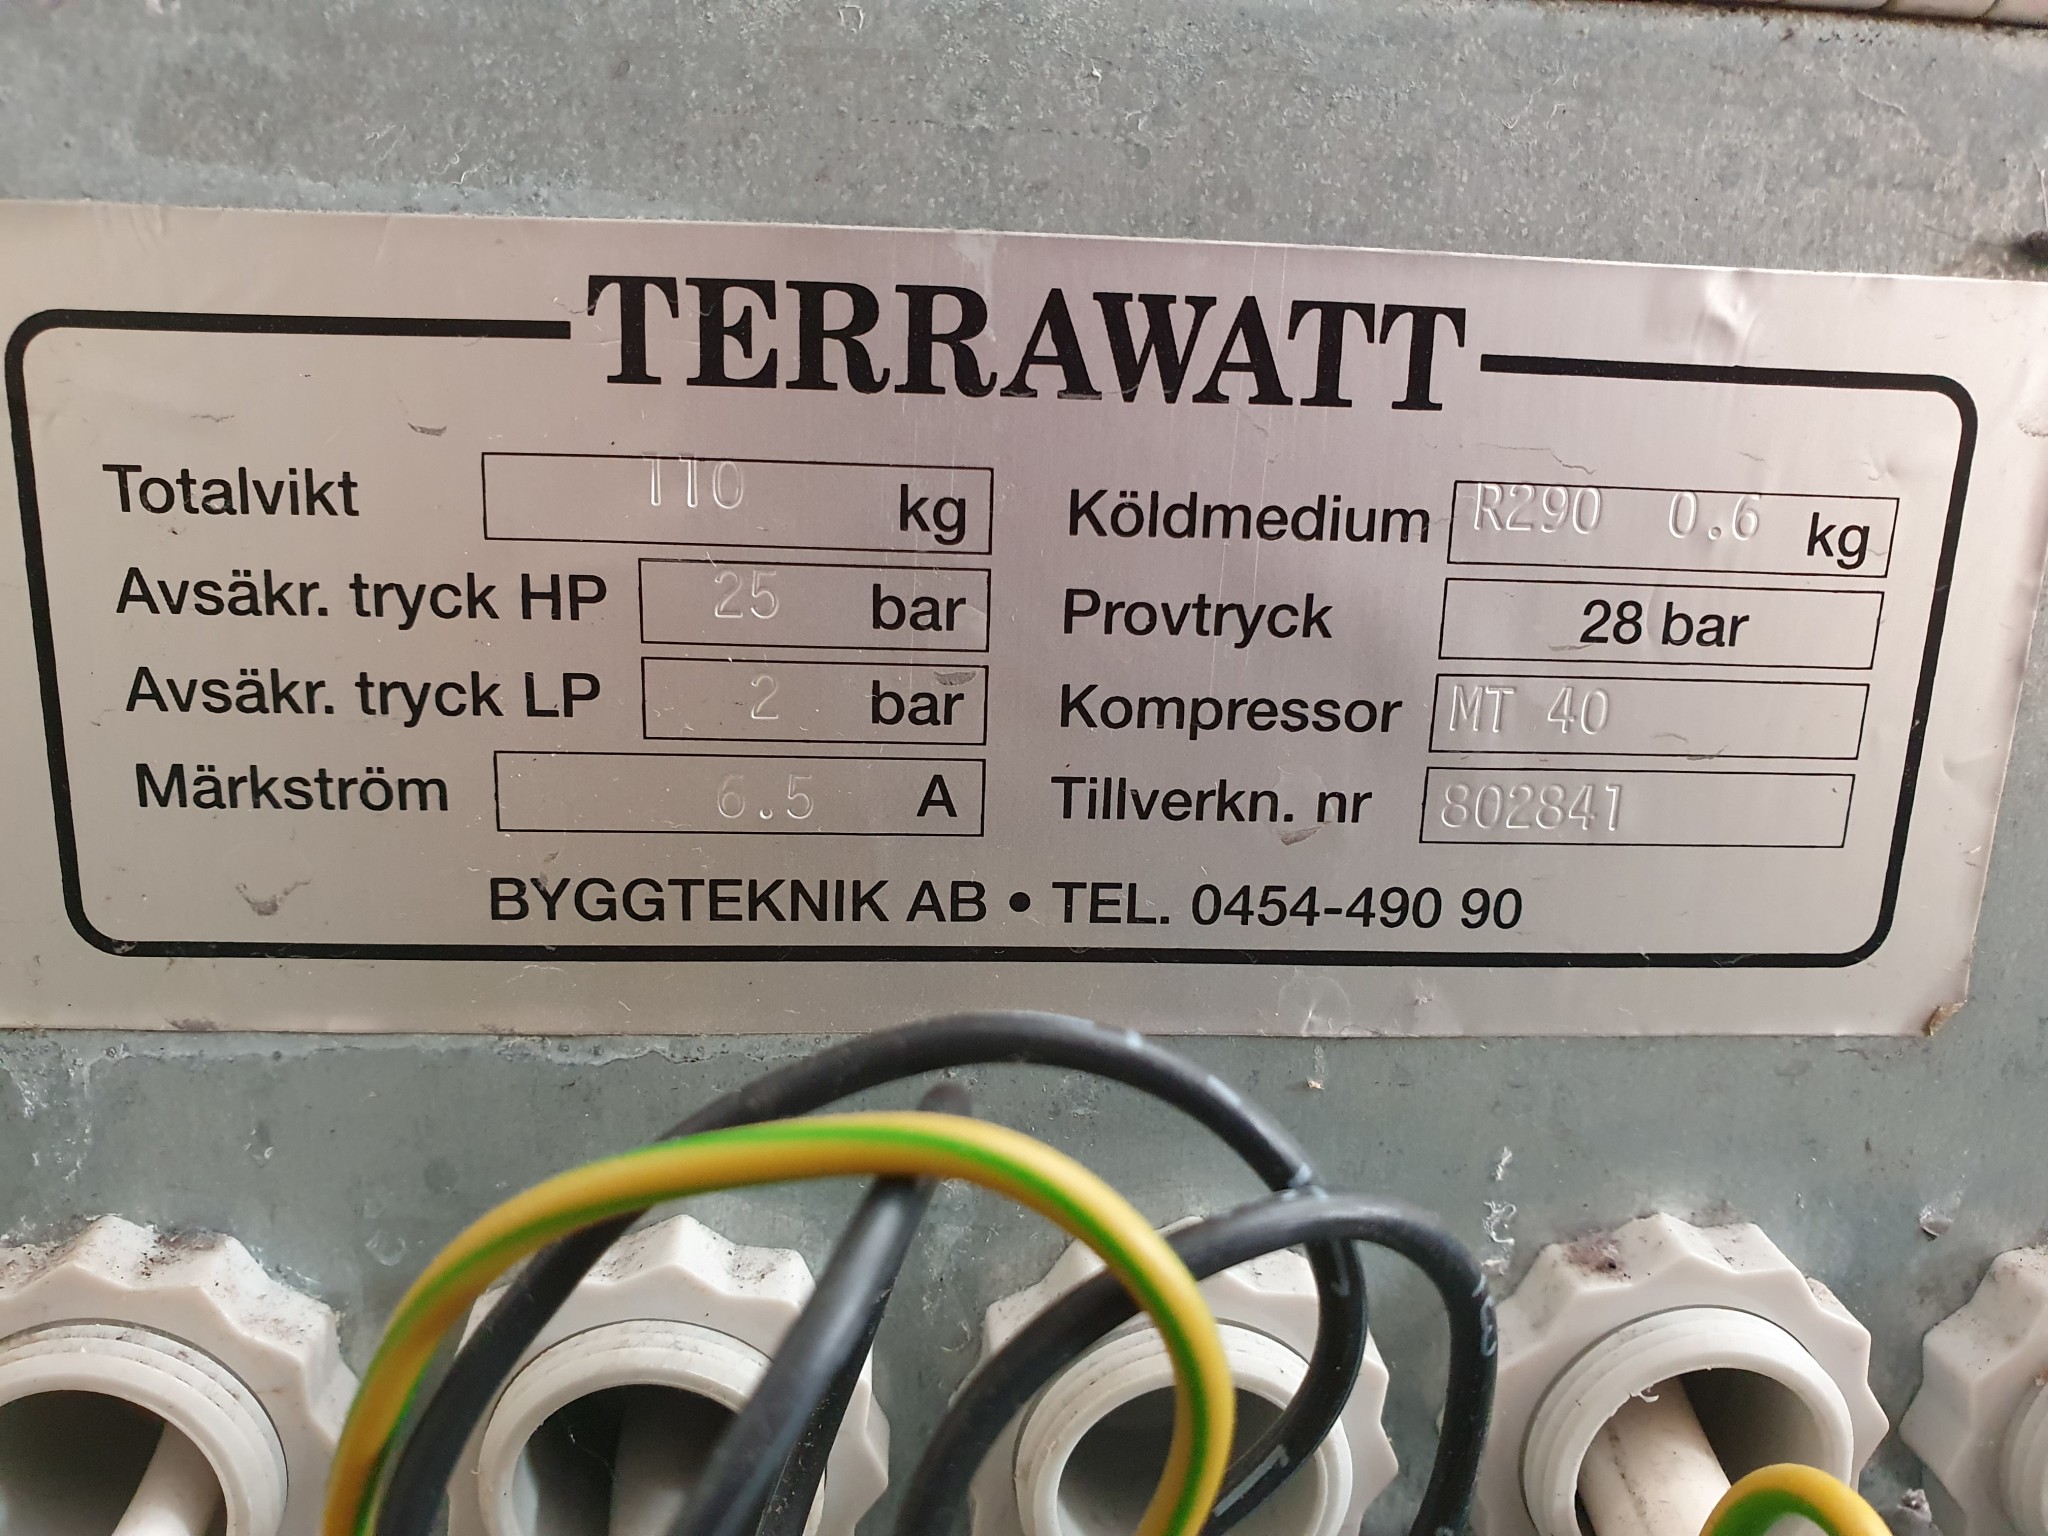 TERRAWATT
Totalvikt 110 kg Köldmedium R290 0.6 kg
Avsäkr. tryck HP 25 bar Provtryck 28 bar
Avsäkr. tryck LP 2 bar Kompressor MT 40
Märkström 6.5 A Tillverkn. nr 802841
BYGGTEKNIK AB • TEL. 0454-490 90